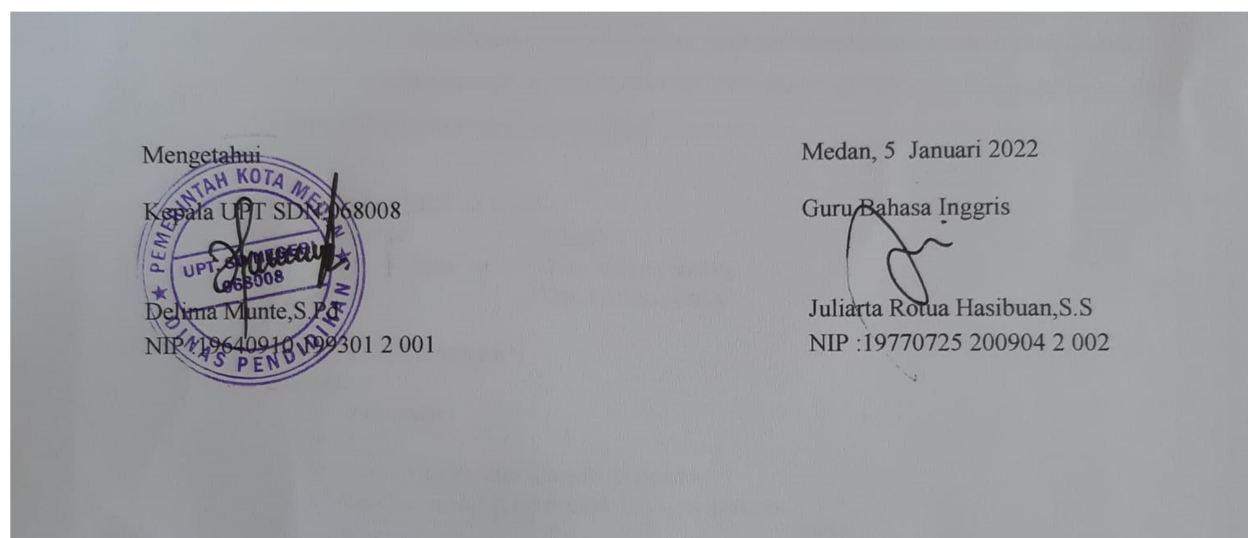 Mengetahui
Kepala UPT SDN 068008
PEMERINTAH KOTA MEDAN
UPT. SD NEGERI
068008
DINAS PENDIDIKAN
Delima Munte,S.Pd
NIP :19640910 199301 2 001
Medan, 5 Januari 2022
Guru Bahasa Inggris
Juliarta Rotua Hasibuan,S.S
NIP :19770725 200904 2 002